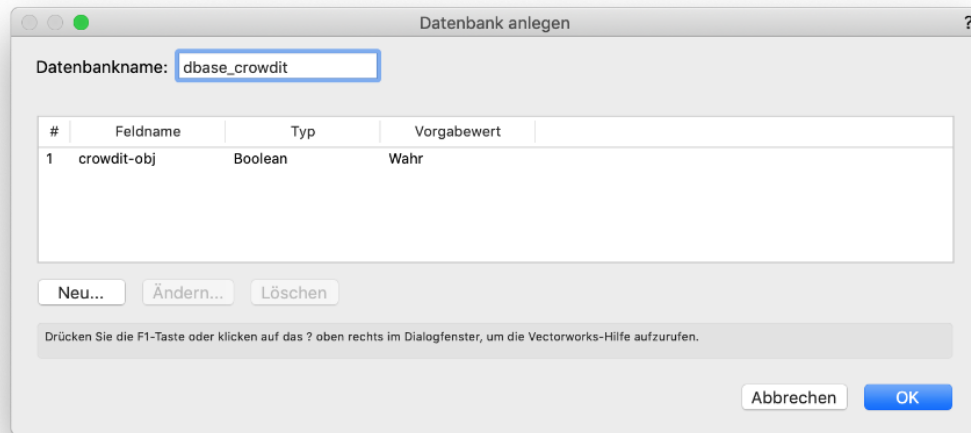 Datenbank anlegen
?
Datenbankname: dbase_crowdit
# Feldname Typ Vorgabewert
1 crowdit-obj Boolean Wahr
Neu... Ändern... Löschen
Drücken Sie die F1-Taste oder klicken auf das ? oben rechts im Dialogfenster, um die Vectorworks-Hilfe aufzurufen.
Abbrechen OK